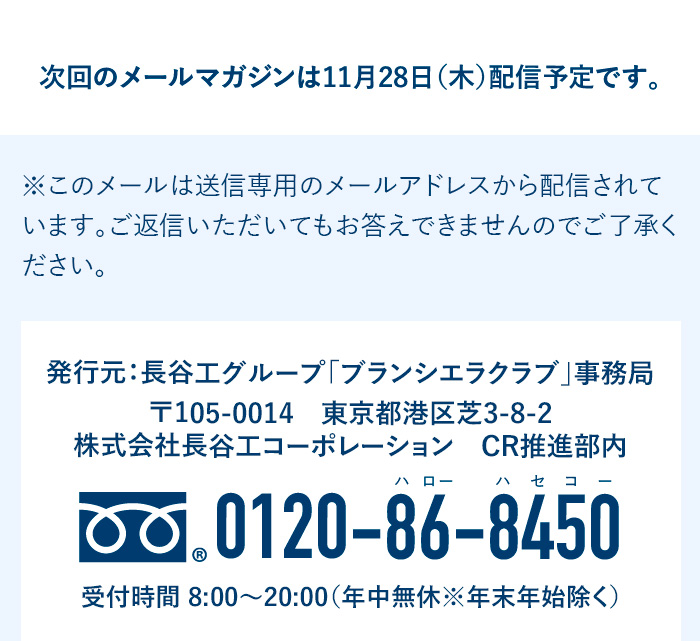 次回のメールマガジンは11月28日（木）配信予定です。
※このメールは送信専用のメールアドレスから配信されて
います。ご返信いただいてもお答えできませんのでご了承く
ださい。
発行元：長谷工グループ「ブランシエラクラブ」事務局
〒105-0014　東京都港区芝3-8-2
株式会社長谷工コーポレーション　CR推進部内
ハロー　ハセコー
®0120-86-8450
受付時間 8:00～20:00（年中無休※年末年始除く）